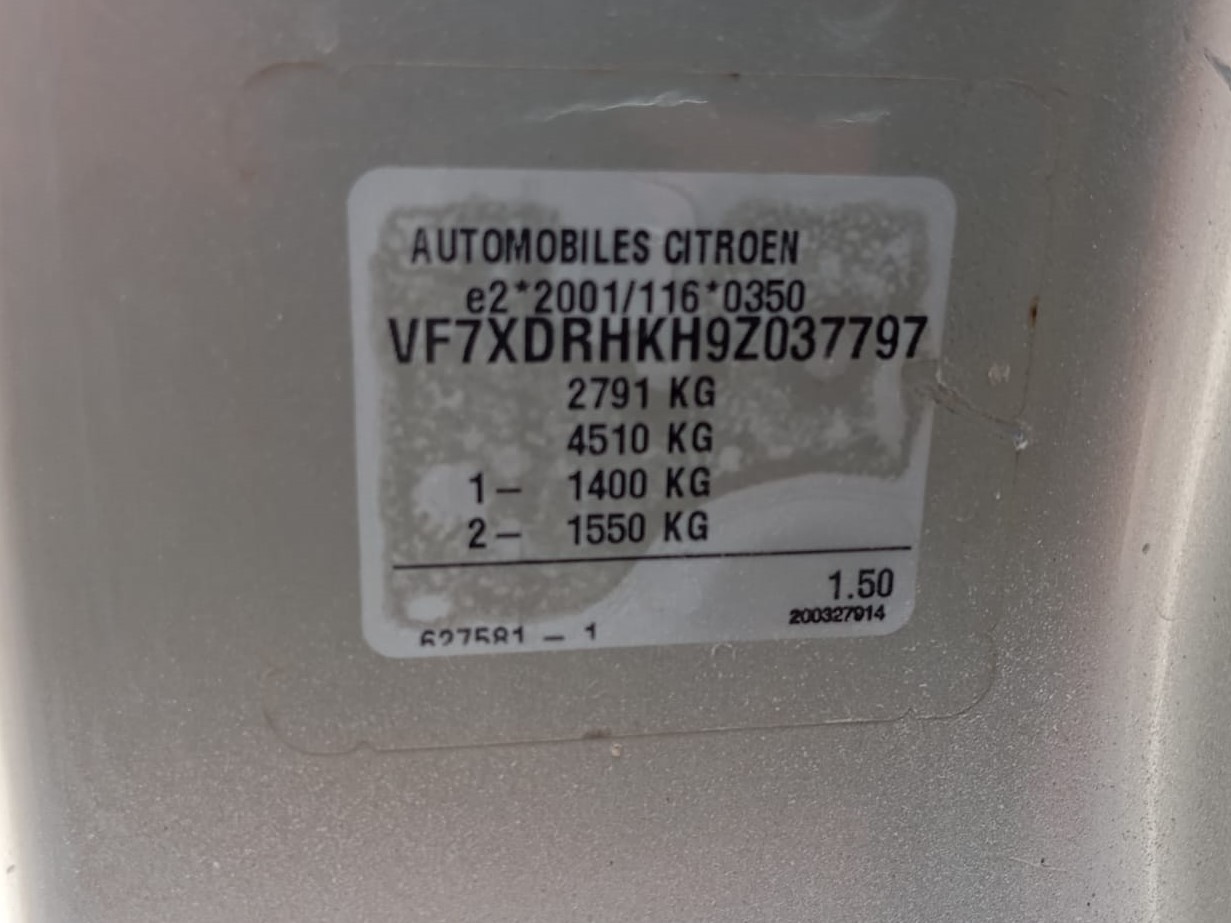 AUTOMOBILES CITROEN
e2*2001/116*0350
VF7XDRHKH9Z037797
2791 KG
4510 KG
1– 1400 KG
2– 1550 KG
1.50
200327914
627581 – 1